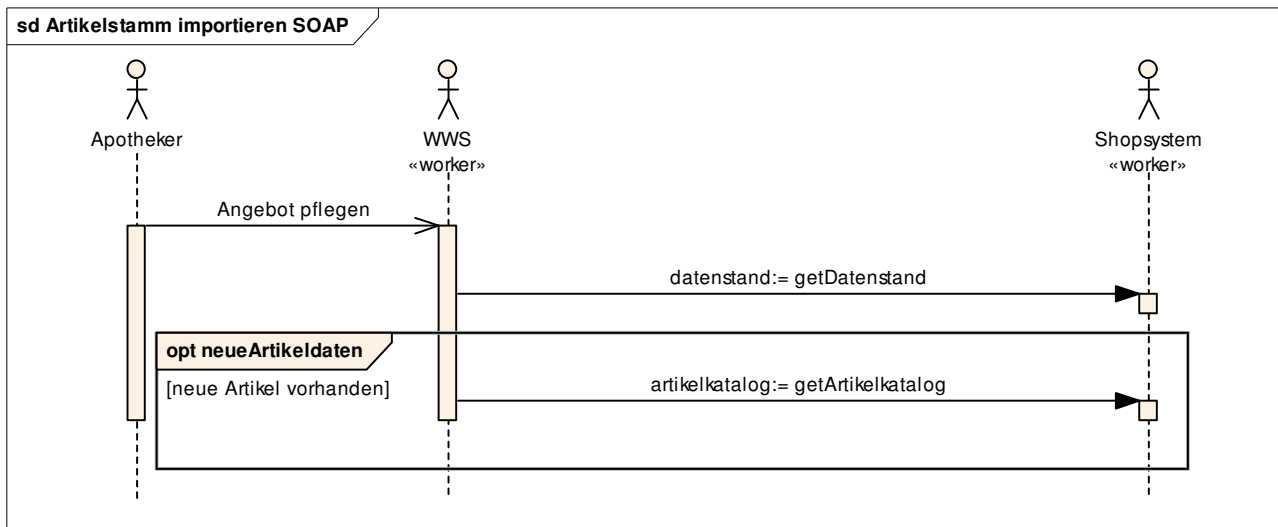 sd Artikelstamm importieren SOAP
Apotheker
WWS
«worker»
Shopsystem
«worker»
Angebot pflegen
datenstand:= getDatenstand
opt neueArtikeldaten
[neue Artikel vorhanden]
artikelkatalog:= getArtikelkatalog